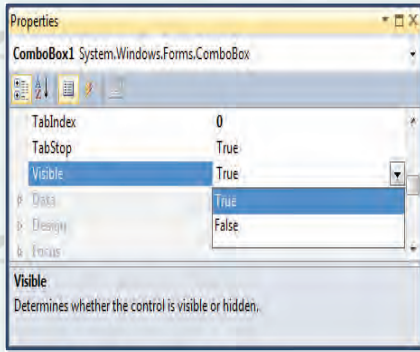 Properties
ComboBox1 System.Windows.Forms.ComboBox
TabIndex 0
TabStop True
Visible True
Data True
Design False
Focus
Visible
Determines whether the control is visible or hidden.